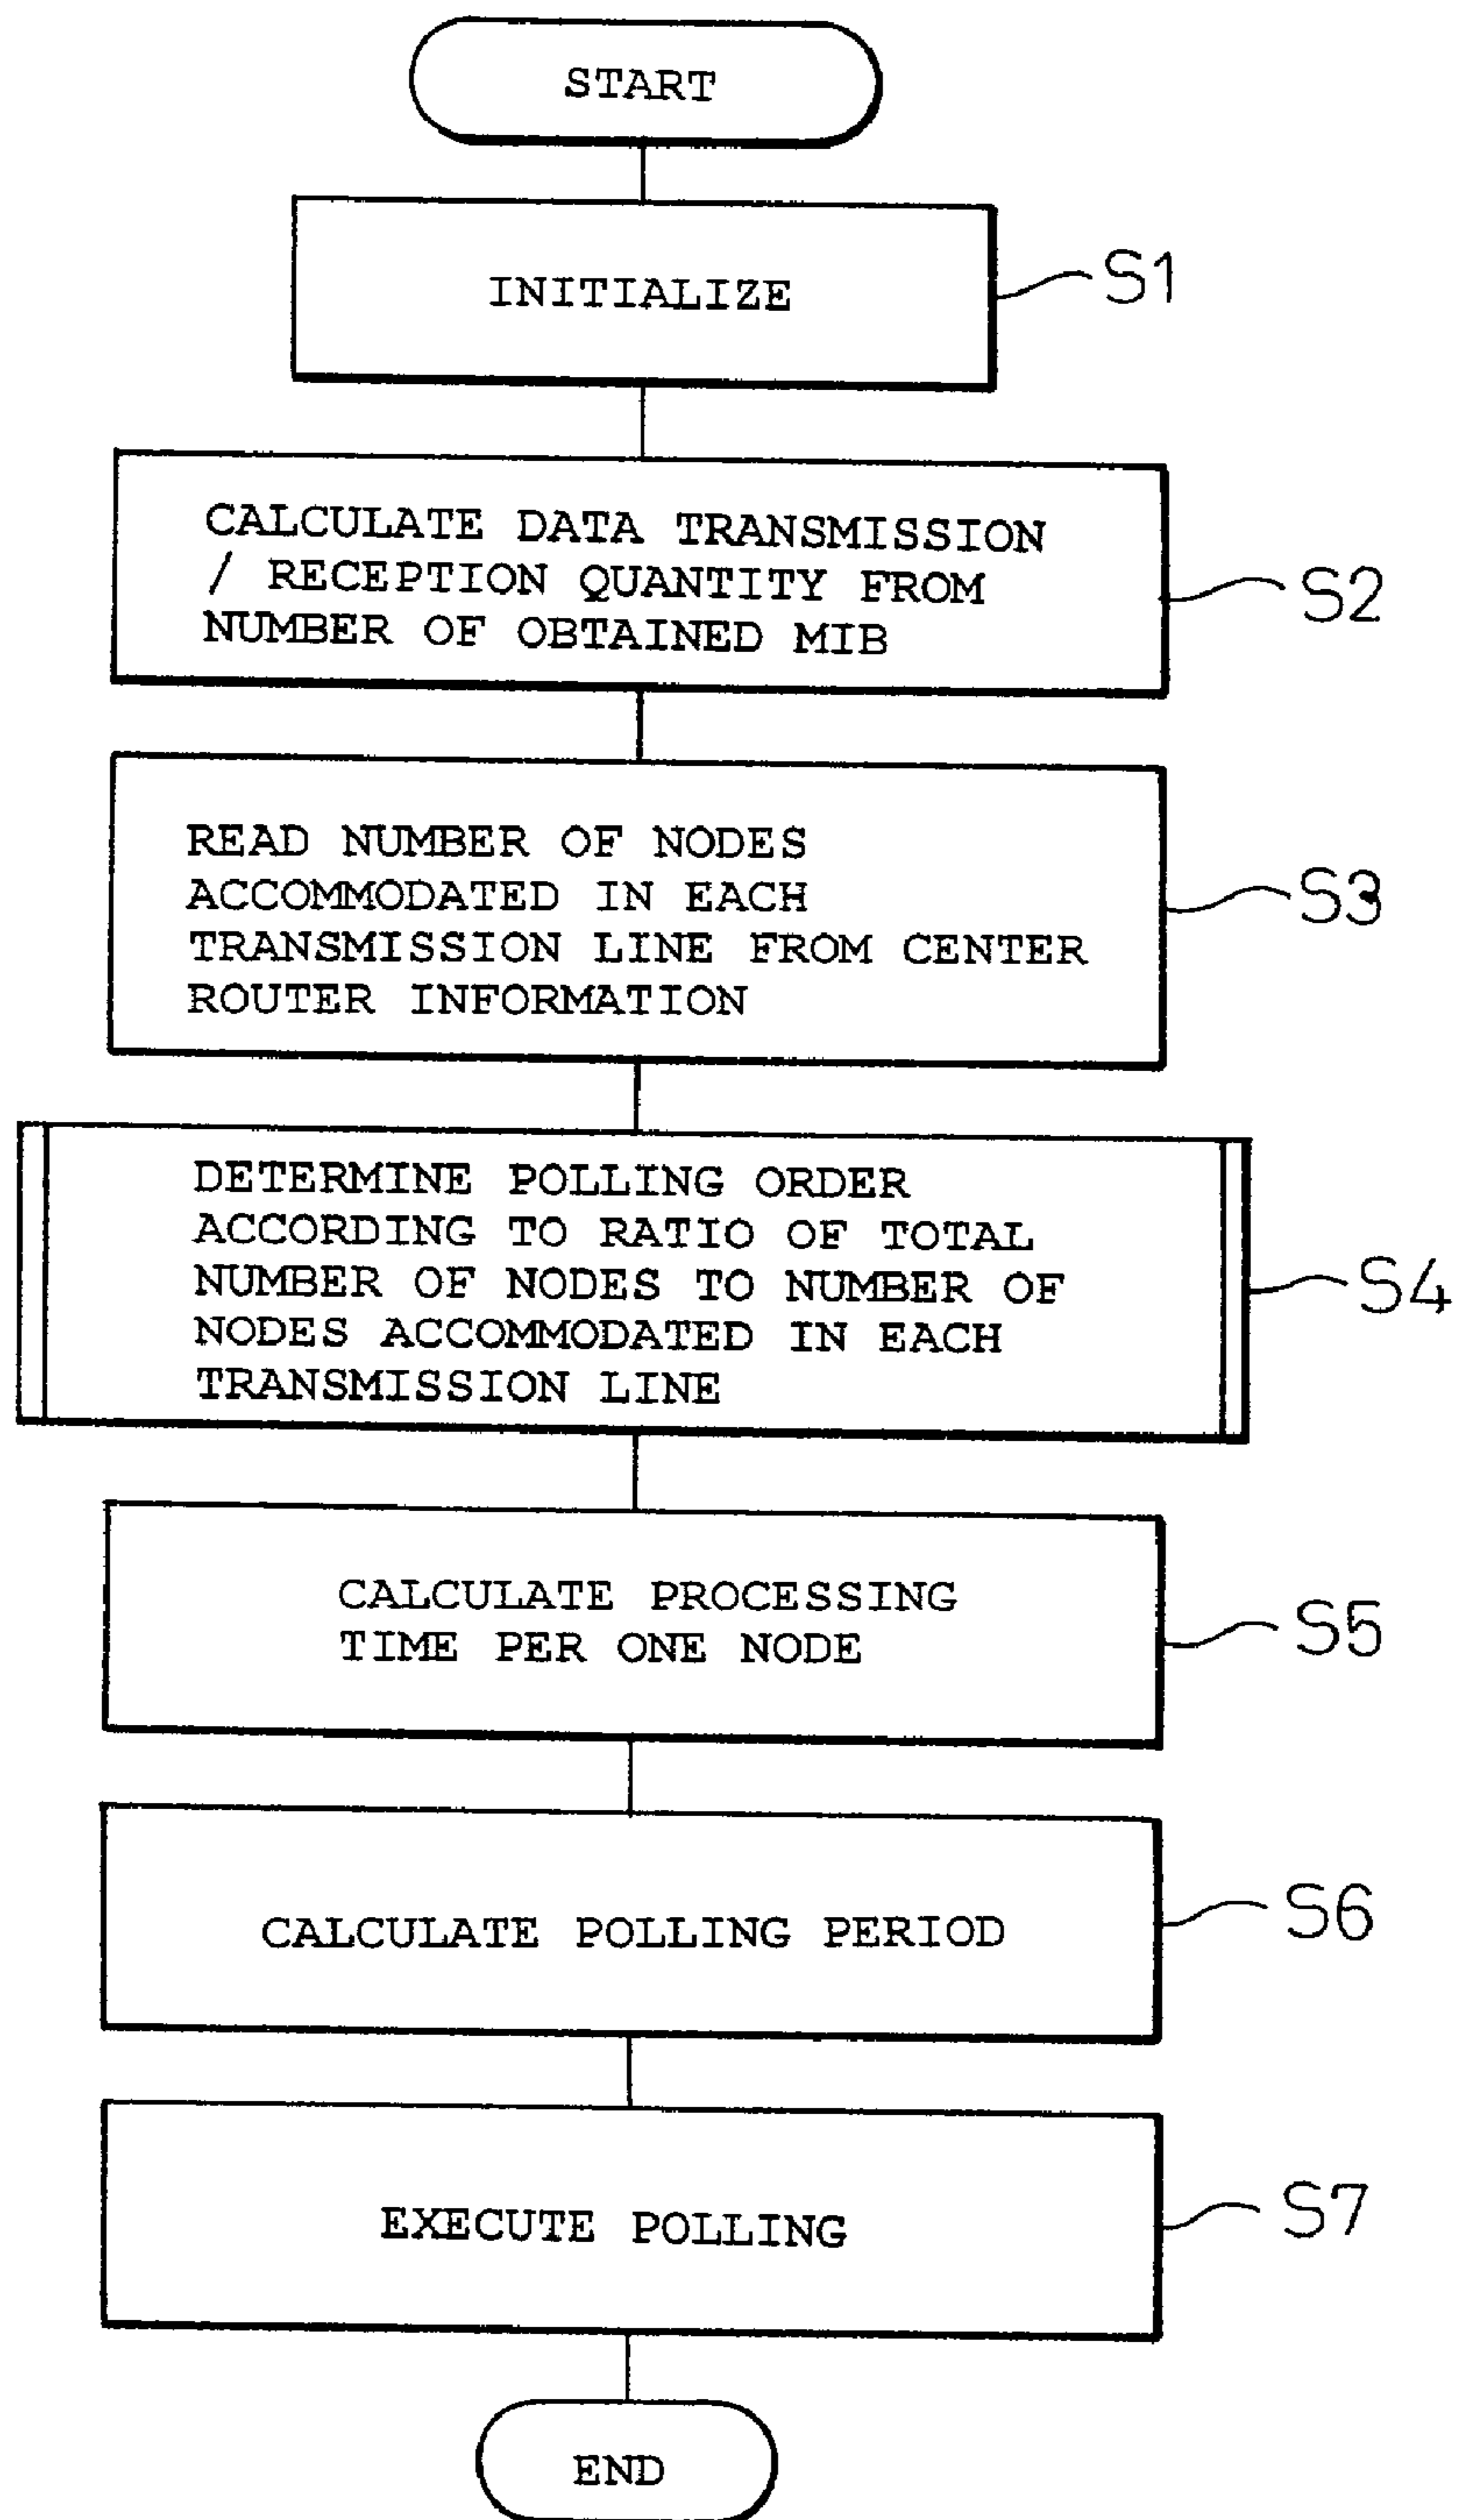 START
INITIALIZE
S1
CALCULATE DATA TRANSMISSION
/ RECEPTION QUANTITY FROM
NUMBER OF OBTAINED MIB
S2
READ NUMBER OF NODES
ACCOMMODATED IN EACH
TRANSMISSION LINE FROM CENTER
ROUTER INFORMATION
S3
DETERMINE POLLING ORDER
ACCORDING TO RATIO OF TOTAL
NUMBER OF NODES TO NUMBER OF
NODES ACCOMMODATED IN EACH
TRANSMISSION LINE
S4
CALCULATE PROCESSING
TIME PER ONE NODE
S5
CALCULATE POLLING PERIOD
S6
EXECUTE POLLING
S7
END